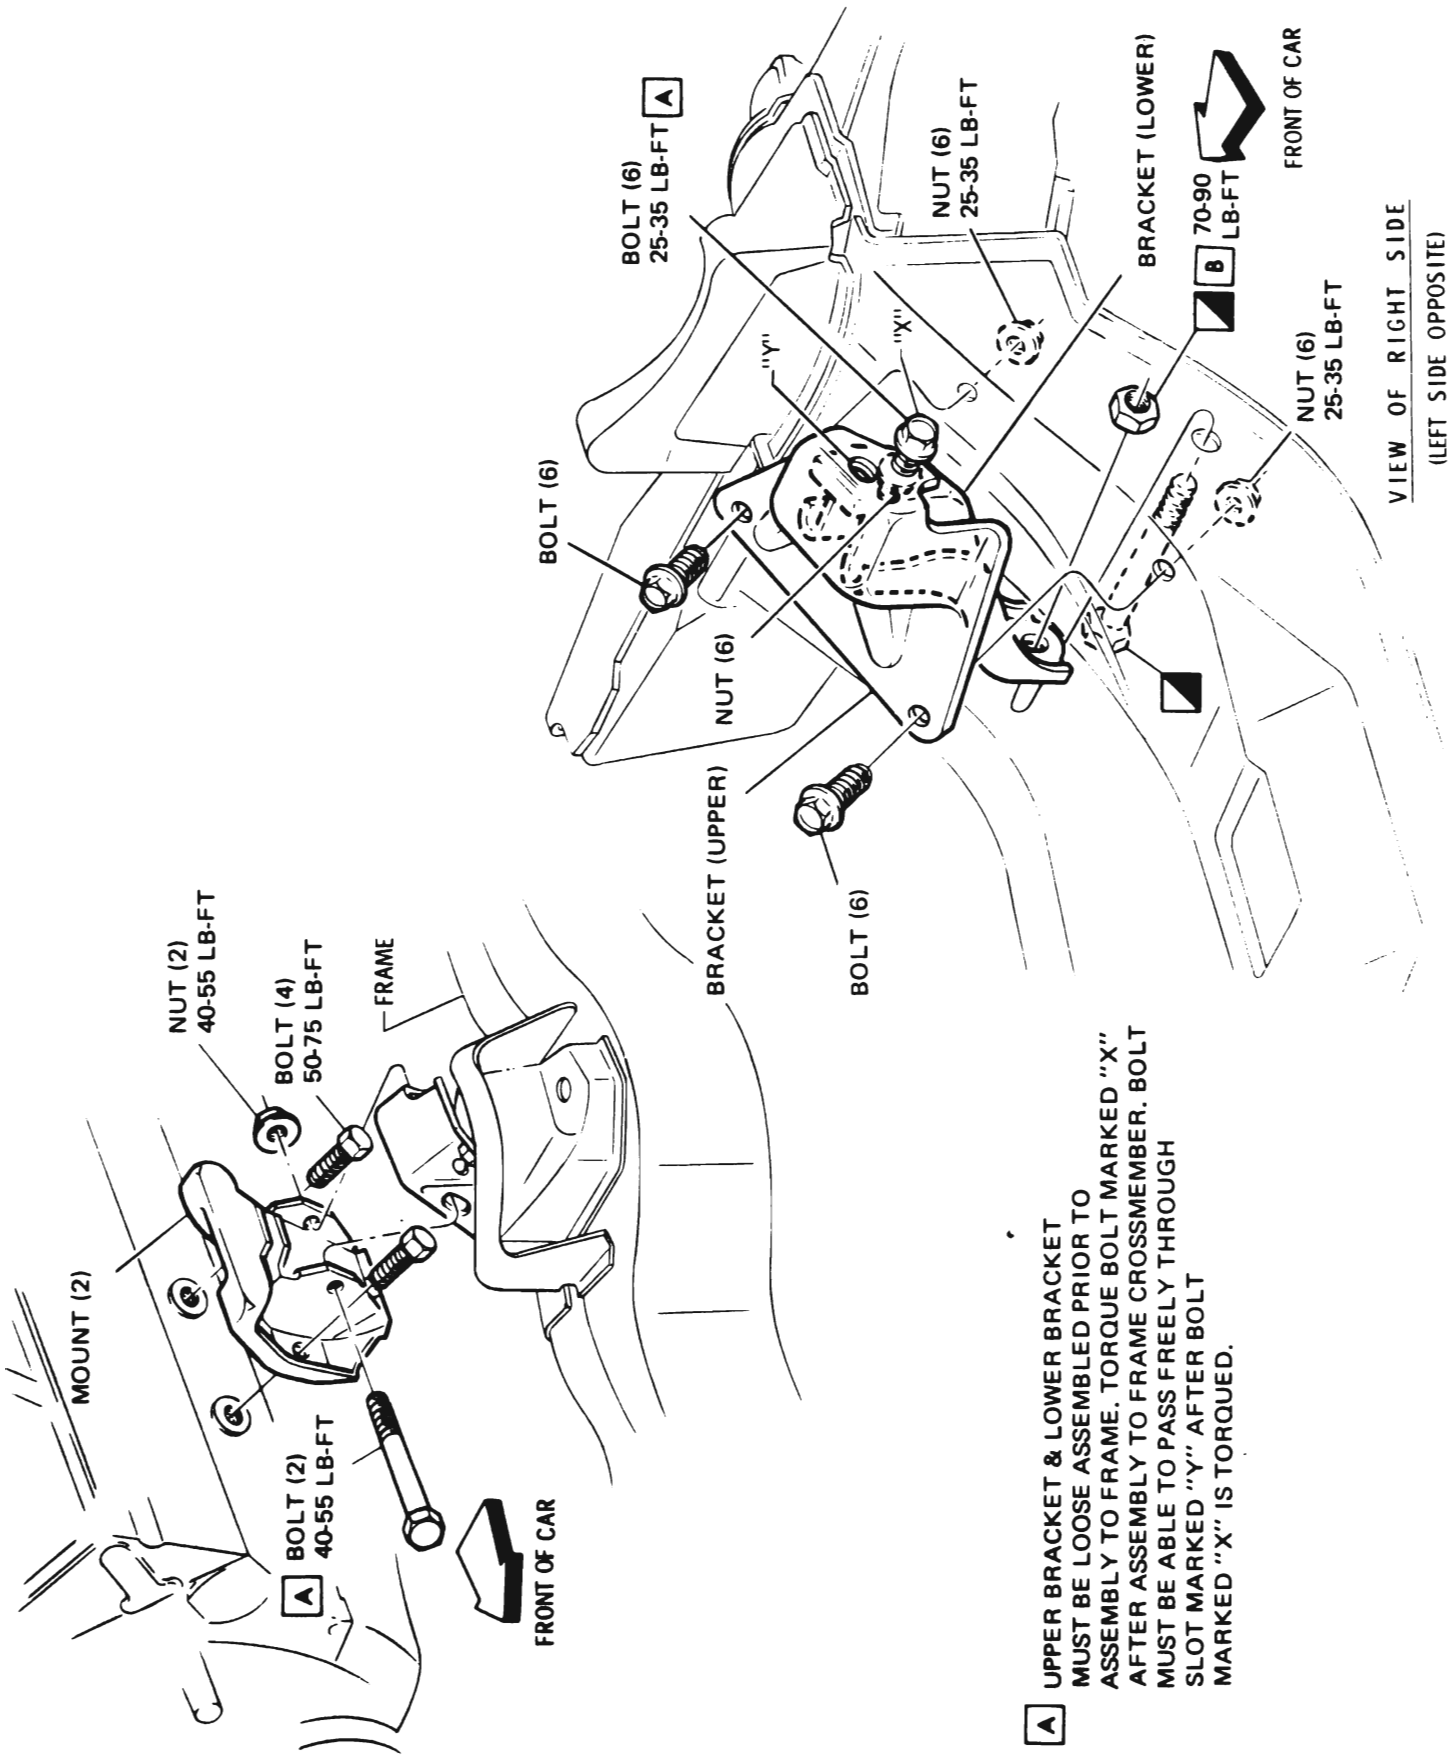 MOUNT (2)
NUT (2)
40-55 LB-FT
BOLT (4)
50-75 LB-FT
FRAME
A
BOLT (2)
40-55 LB-FT
FRONT OF CAR
BOLT (6)
25-35 LB-FT A
BOLT (6)
"Y"
"X"
NUT (6)
25-35 LB-FT
NUT (6)
BRACKET (UPPER)
BOLT (6)
BRACKET (LOWER)
B 70-90
LB-FT
FRONT OF CAR
NUT (6)
25-35 LB-FT
VIEW OF RIGHT SIDE
(LEFT SIDE OPPOSITE)
A UPPER BRACKET & LOWER BRACKET
MUST BE LOOSE ASSEMBLED PRIOR TO
ASSEMBLY TO FRAME. TORQUE BOLT MARKED "X"
AFTER ASSEMBLY TO FRAME CROSSMEMBER. BOLT
MUST BE ABLE TO PASS FREELY THROUGH
SLOT MARKED "Y" AFTER BOLT
MARKED "X" IS TORQUED.